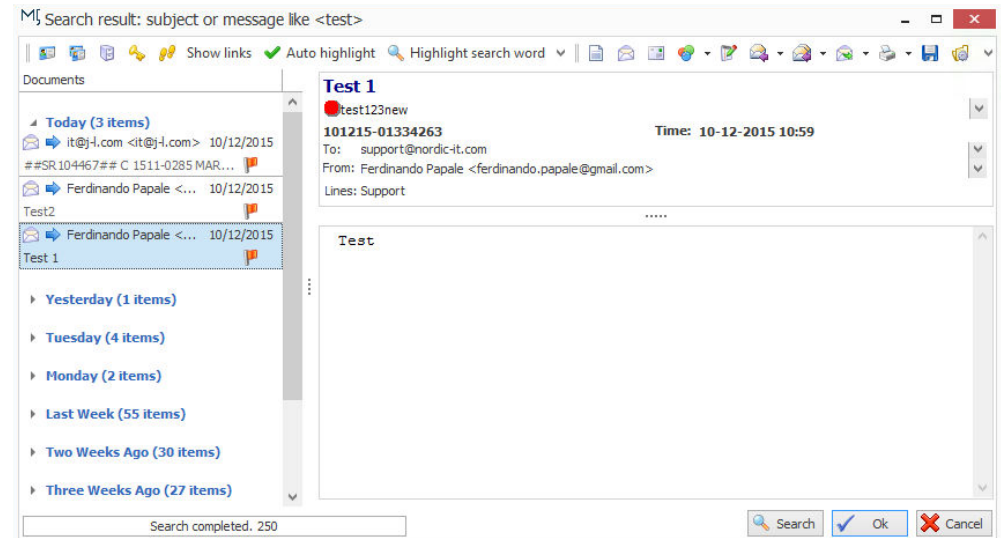 Search result: subject or message like <test>
Show links Auto highlight Highlight search word
Documents
Today (3 items)
it@j-l.com <it@j-l.com> 10/12/2015
##SR104467## C 1511-0285 MAR...
Ferdinando Papale <... 10/12/2015
Test2
Ferdinando Papale <... 10/12/2015
Test 1
Yesterday (1 items)
Tuesday (4 items)
Monday (2 items)
Last Week (55 items)
Two Weeks Ago (30 items)
Three Weeks Ago (27 items)
Search completed. 250
Test 1
test123new
101215-01334263 Time: 10-12-2015 10:59
To: support@nordic-it.com
From: Ferdinando Papale <ferdinando.papale@gmail.com>
Lines: Support
Test
Search Ok Cancel